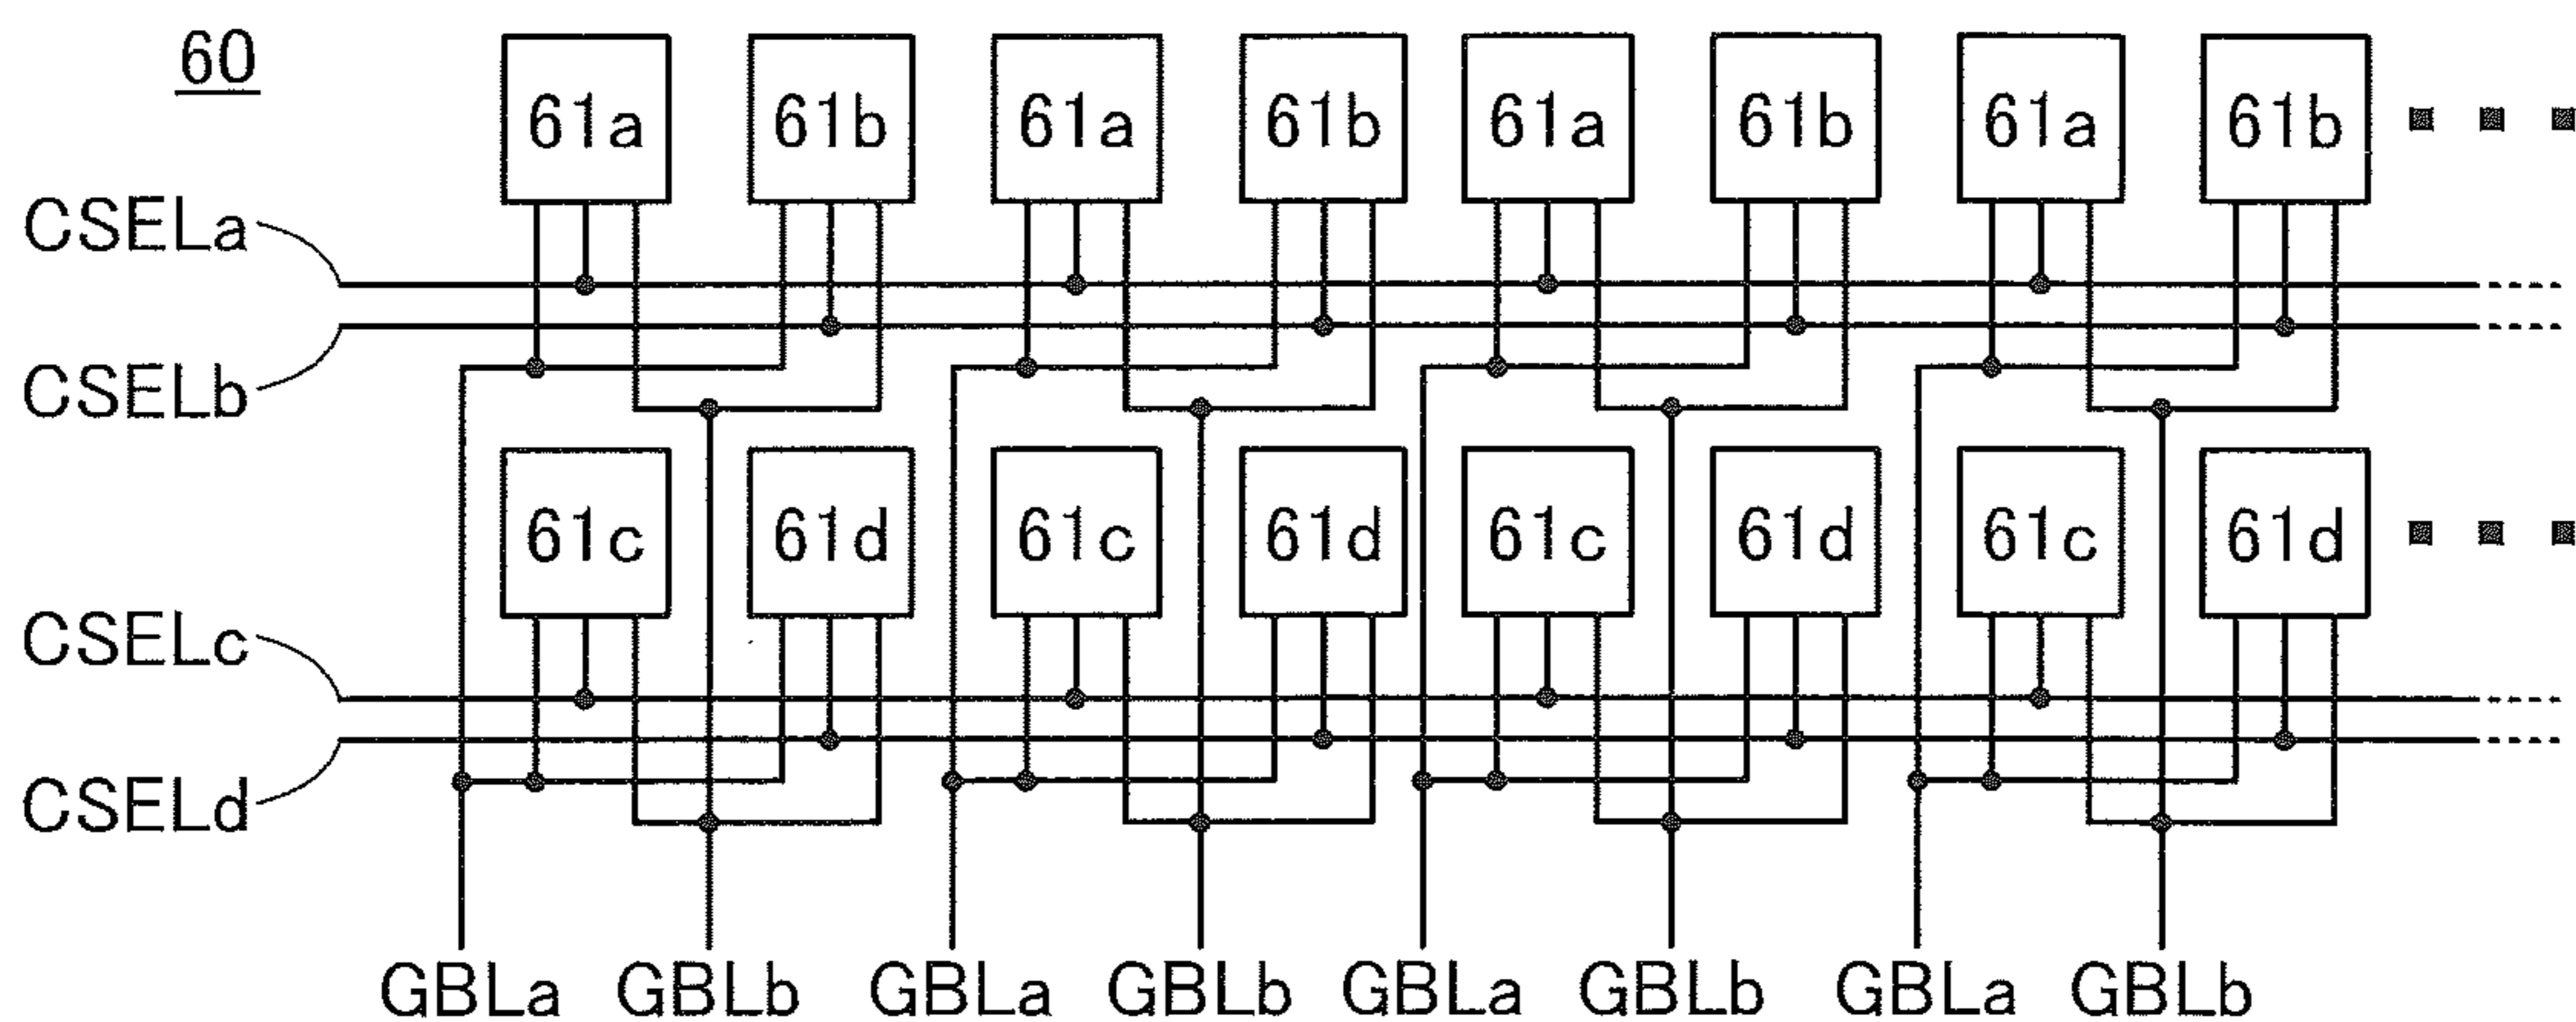 60
61a 61b 61a 61b 61a 61b 61a 61b
CSELa
CSELb
61c 61d 61c 61d 61c 61d 61c 61d
CSELc
CSELd
GBLa GBLb GBLa GBLb GBLa GBLb GBLa GBLb